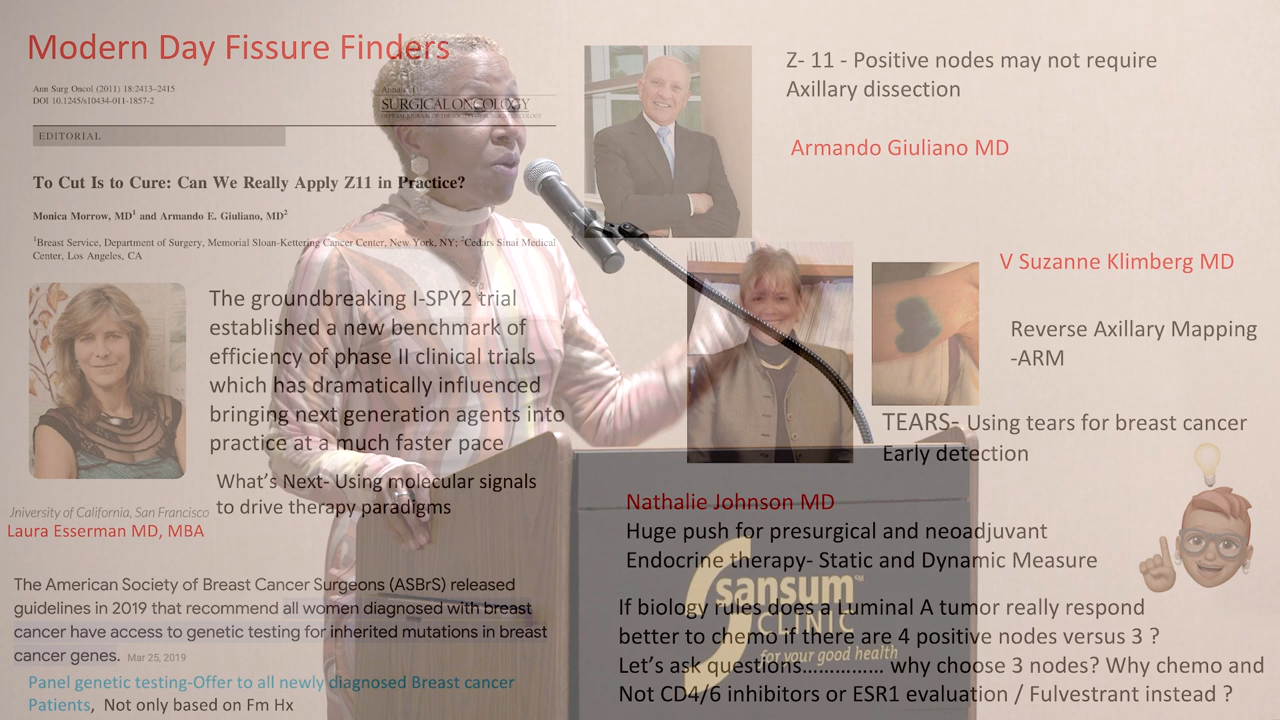 Modern Day Fissure Finders
Ann Surg Oncol (2011) 18:2413–2415
DOI 10.1245/s10434-011-1857-2
Annals of
SURGICAL ONCOLOGY
OFFICIAL JOURNAL OF THE SOCIETY OF SURGICAL ONCOLOGY
EDITORIAL
To Cut Is to Cure: Can We Really Apply Z11 in Practice?
Monica Morrow, MD1 and Armando E. Giuliano, MD2
1Breast Service, Department of Surgery, Memorial Sloan-Kettering Cancer Center, New York, NY; 2Cedars Sinai Medical
Center, Los Angeles, CA
Z- 11 - Positive nodes may not require
Axillary dissection
Armando Giuliano MD
The groundbreaking I-SPY2 trial
established a new benchmark of
efficiency of phase II clinical trials
which has dramatically influenced
bringing next generation agents into
practice at a much faster pace
What's Next- Using molecular signals
to drive therapy paradigms
University of California, San Francisco
Laura Esserman MD, MBA
V Suzanne Klimberg MD
Reverse Axillary Mapping
-ARM
TEARS- Using tears for breast cancer
Early detection
The American Society of Breast Cancer Surgeons (ASBrS) released
guidelines in 2019 that recommend all women diagnosed with breast
cancer have access to genetic testing for inherited mutations in breast
cancer genes. Mar 25, 2019
Panel genetic testing-Offer to all newly diagnosed Breast cancer
Patients, Not only based on Fm Hx
Nathalie Johnson MD
Huge push for presurgical and neoadjuvant
Endocrine therapy- Static and Dynamic Measure
If biology rules does a Luminal A tumor really respond
better to chemo if there are 4 positive nodes versus 3 ?
Let's ask questions…………… why choose 3 nodes? Why chemo and
Not CD4/6 inhibitors or ESR1 evaluation / Fulvestrant instead ?
sansum™
CLINIC
for your good health